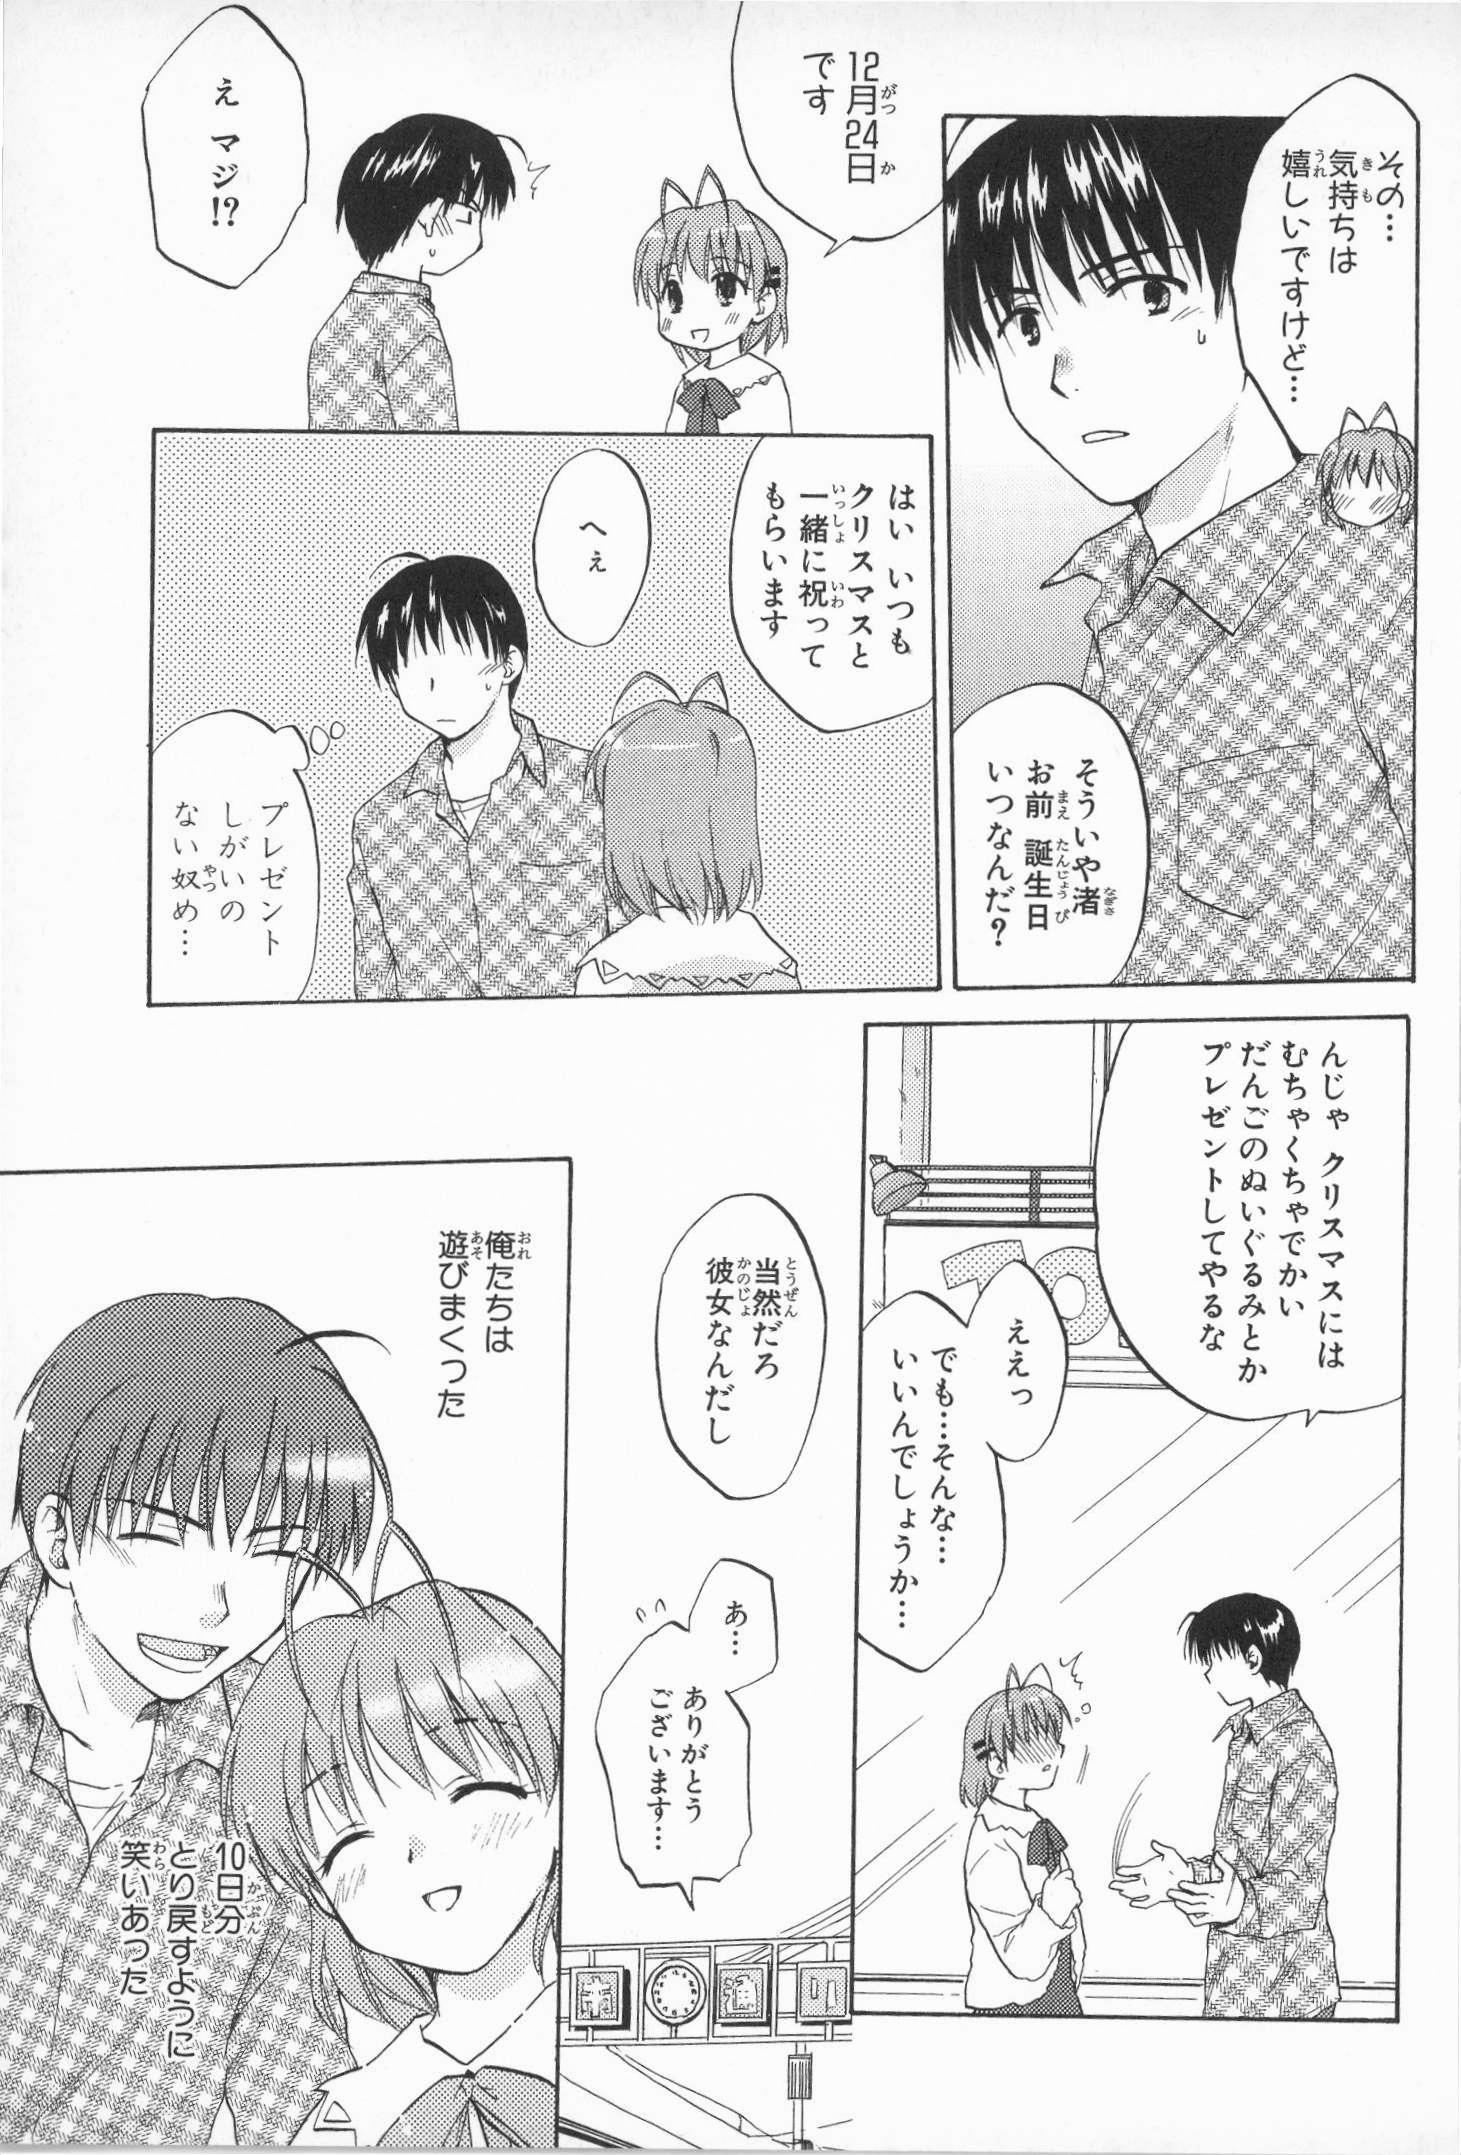 その…
気持ちは
嬉しいですけど…
そういや渚
お前 誕生日
いつなんだ？
12月24日
です
え マジ!?
はい いつも
クリスマスと
一緒に祝って
もらいます
へぇ
プレゼント
しがいの
ない奴め…
んじゃ クリスマスには
むちゃくちゃでかい
だんごのぬいぐるみとか
プレゼントしてやるな
ええっ
でも…そんな…
いいんでしょうか…
当然だろ
彼女なんだし
あ…
ありがとう
ございます…
俺たちは
遊びまくった
10日分
とり戻すように
笑いあった